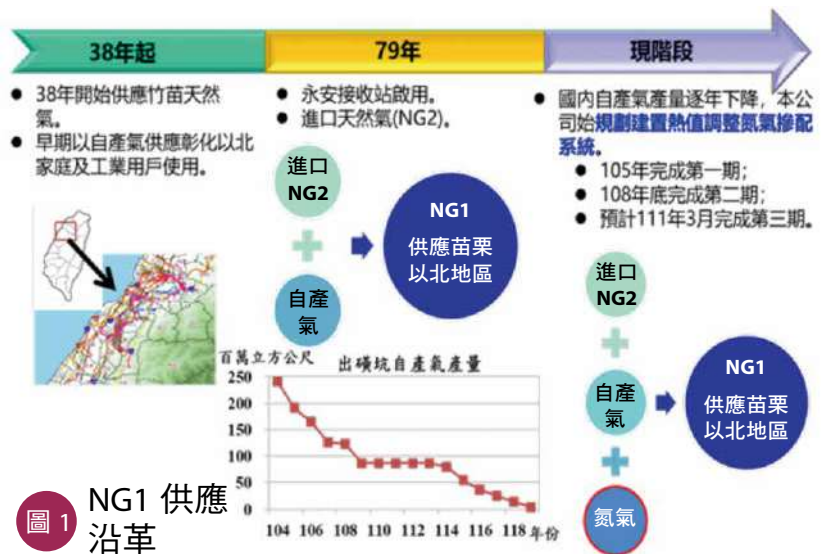 38年起
79年
現階段
● 38年開始供應竹苗天然
氣。
● 早期以自產氣供應彰化以北
家庭及工業用戶使用。
● 永安接收站啟用。
● 進口天然氣(NG2)。
進口
NG2
自產
氣
NG1
供應苗栗
以北地區
● 國內自產氣產量逐年下降，本公
司始規劃建置熱值調整氮氣摻配
系統。
● 105年完成第一期;
● 108年底完成第二期;
● 預計111年3月完成第三期。
進口
NG2
自產
氣
氮氣
NG1
供應苗栗
以北地區
百萬立方公尺
出磺坑自產氣產量
250
200
150
100
50
0
104 106 108 110 112 114 116 118 年份
圖 1
NG1 供應
沿革